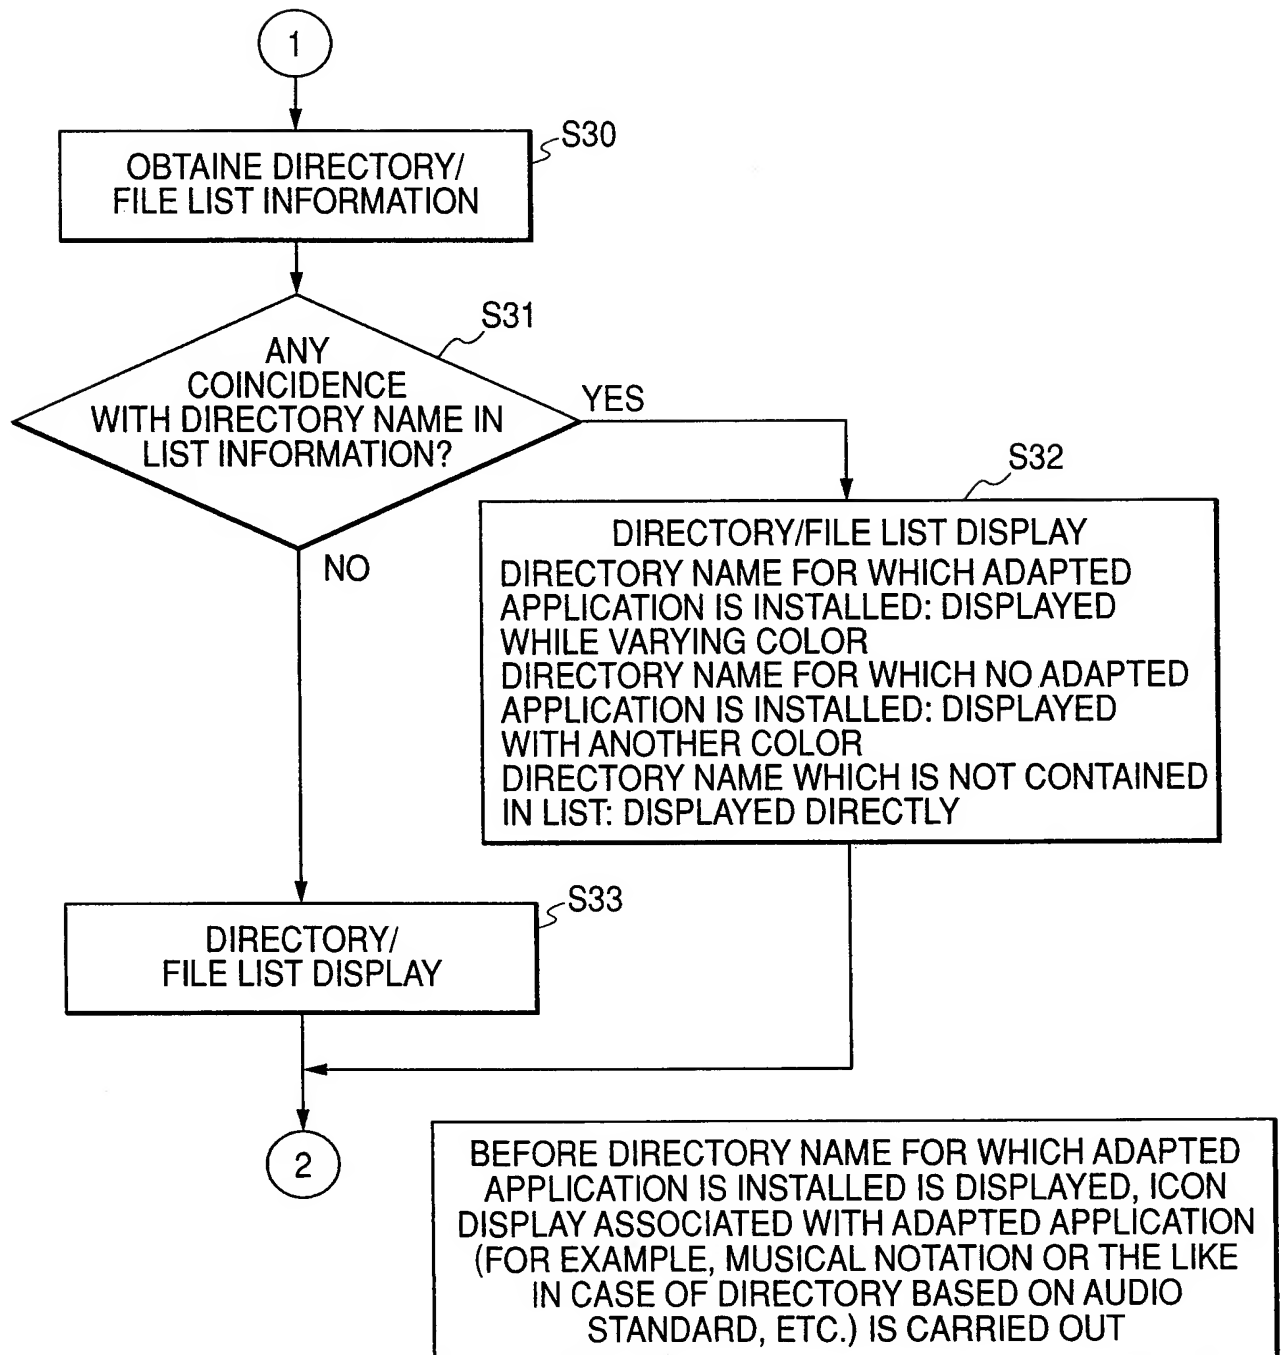 1
S30
OBTAINE DIRECTORY/
FILE LIST INFORMATION
S31
ANY
COINCIDENCE
WITH DIRECTORY NAME IN
LIST INFORMATION?
YES
NO
S32
DIRECTORY/FILE LIST DISPLAY
DIRECTORY NAME FOR WHICH ADAPTED
APPLICATION IS INSTALLED: DISPLAYED
WHILE VARYING COLOR
DIRECTORY NAME FOR WHICH NO ADAPTED
APPLICATION IS INSTALLED: DISPLAYED
WITH ANOTHER COLOR
DIRECTORY NAME WHICH IS NOT CONTAINED
IN LIST: DISPLAYED DIRECTLY
S33
DIRECTORY/
FILE LIST DISPLAY
2
BEFORE DIRECTORY NAME FOR WHICH ADAPTED
APPLICATION IS INSTALLED IS DISPLAYED, ICON
DISPLAY ASSOCIATED WITH ADAPTED APPLICATION
(FOR EXAMPLE, MUSICAL NOTATION OR THE LIKE
IN CASE OF DIRECTORY BASED ON AUDIO
STANDARD, ETC.) IS CARRIED OUT